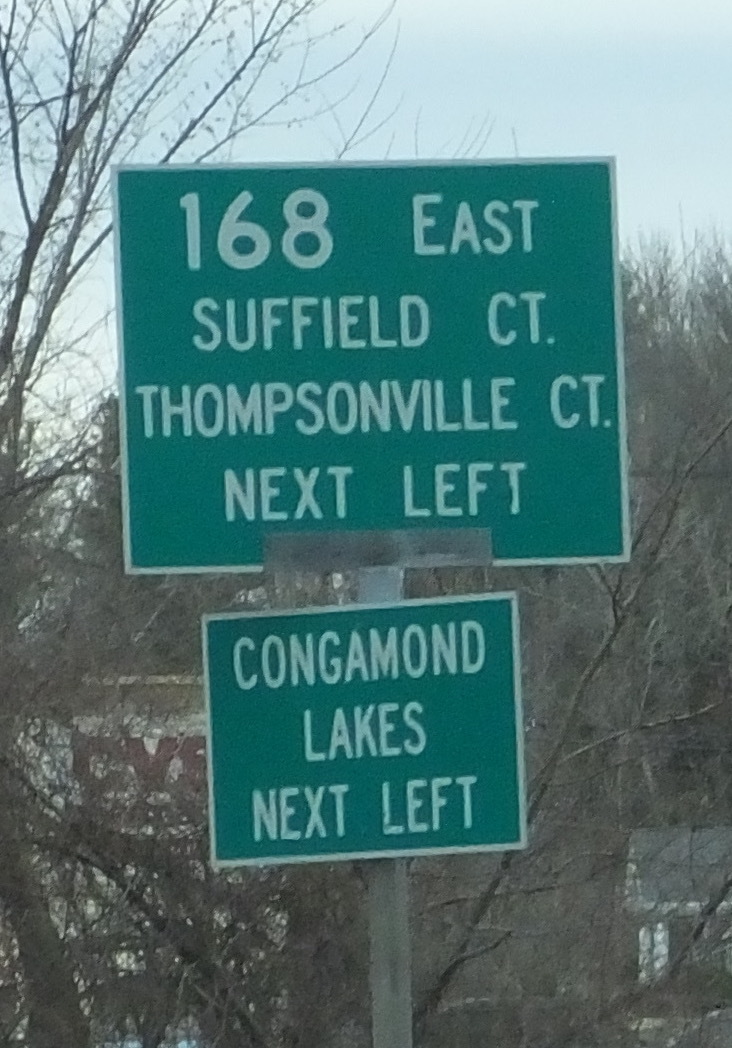 168 EAST
SUFFIELD CT.
THOMPSONVILLE CT.
NEXT LEFT
CONGAMOND
LAKES
NEXT LEFT